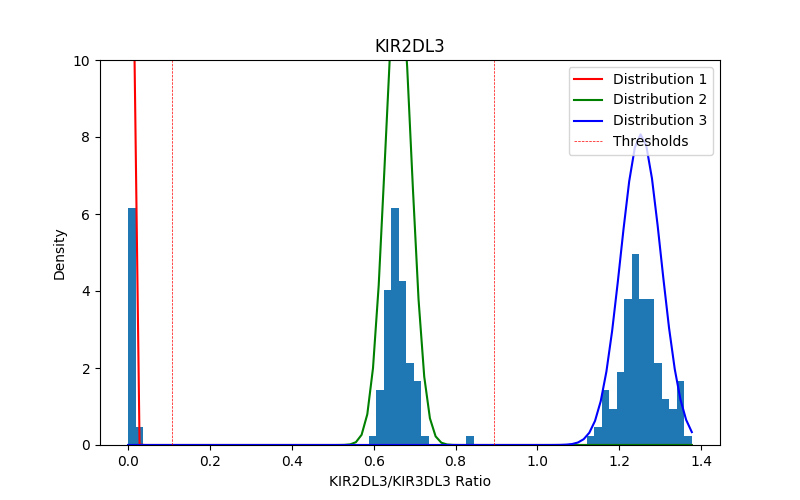 KIR2DL3
10
8
6
4
2
0
Density
Distribution 1
Distribution 2
Distribution 3
Thresholds
0.0 0.2 0.4 0.6 0.8 1.0 1.2 1.4
KIR2DL3/KIR3DL3 Ratio